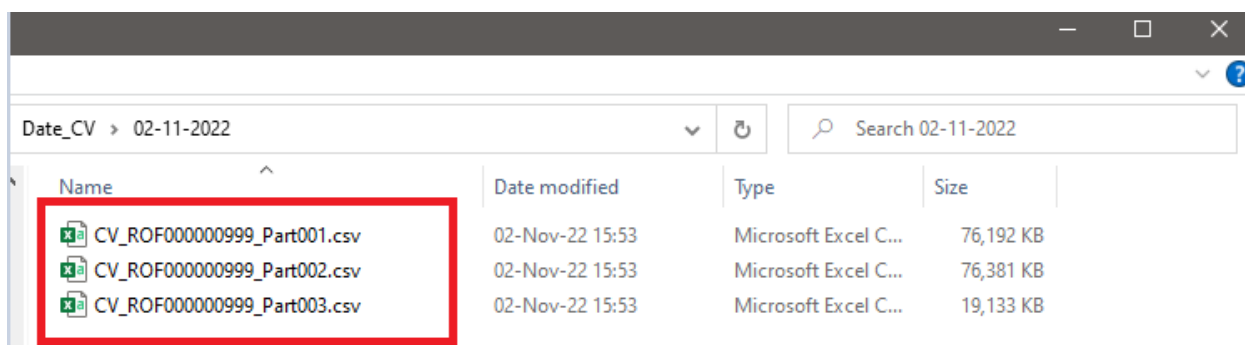 Date_CV > 02-11-2022
Search 02-11-2022
Name Date modified Type Size
CV_ROF000000999_Part001.csv 02-Nov-22 15:53 Microsoft Excel C... 76,192 KB
CV_ROF000000999_Part002.csv 02-Nov-22 15:53 Microsoft Excel C... 76,381 KB
CV_ROF000000999_Part003.csv 02-Nov-22 15:53 Microsoft Excel C... 19,133 KB